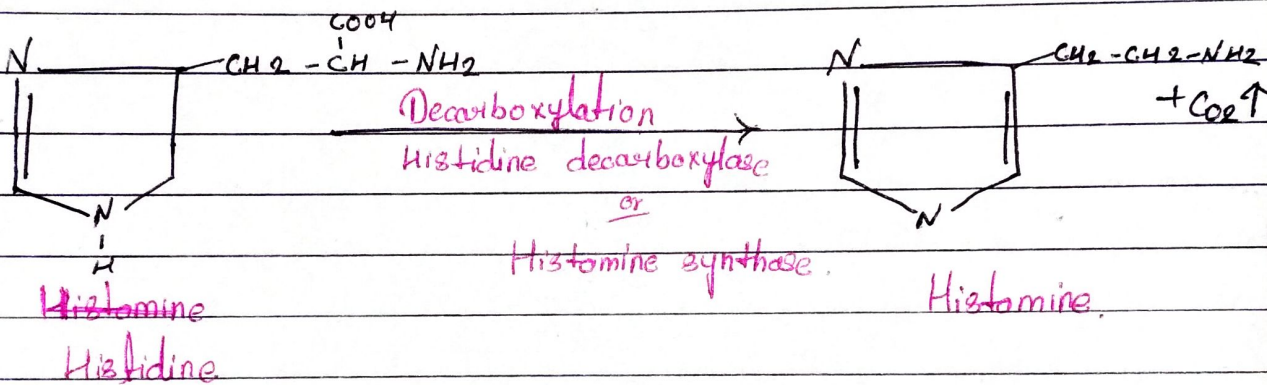 COOH
N CH2 - CH - NH2
Decarboxylation
Histidine decarboxylase
or
Histamine synthase.
N
H
Histamine
Histidine
N CH2 - CH2 - NH2
+ CO2↑
N
Histamine.